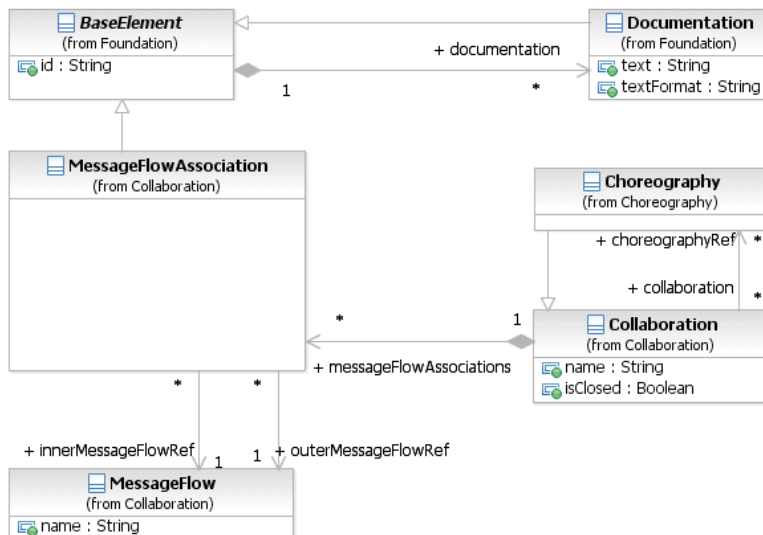 BaseElement
(from Foundation)
id : String
Documentation
(from Foundation)
text : String
textFormat : String
+ documentation
1
*
MessageFlowAssociation
(from Collaboration)
Choreography
(from Choreography)
+ choreographyRef
*
+ collaboration
*
*
1
Collaboration
(from Collaboration)
name : String
isClosed : Boolean
+ messageFlowAssociations
*
*
+ innerMessageFlowRef
1
1
+ outerMessageFlowRef
MessageFlow
(from Collaboration)
name : String